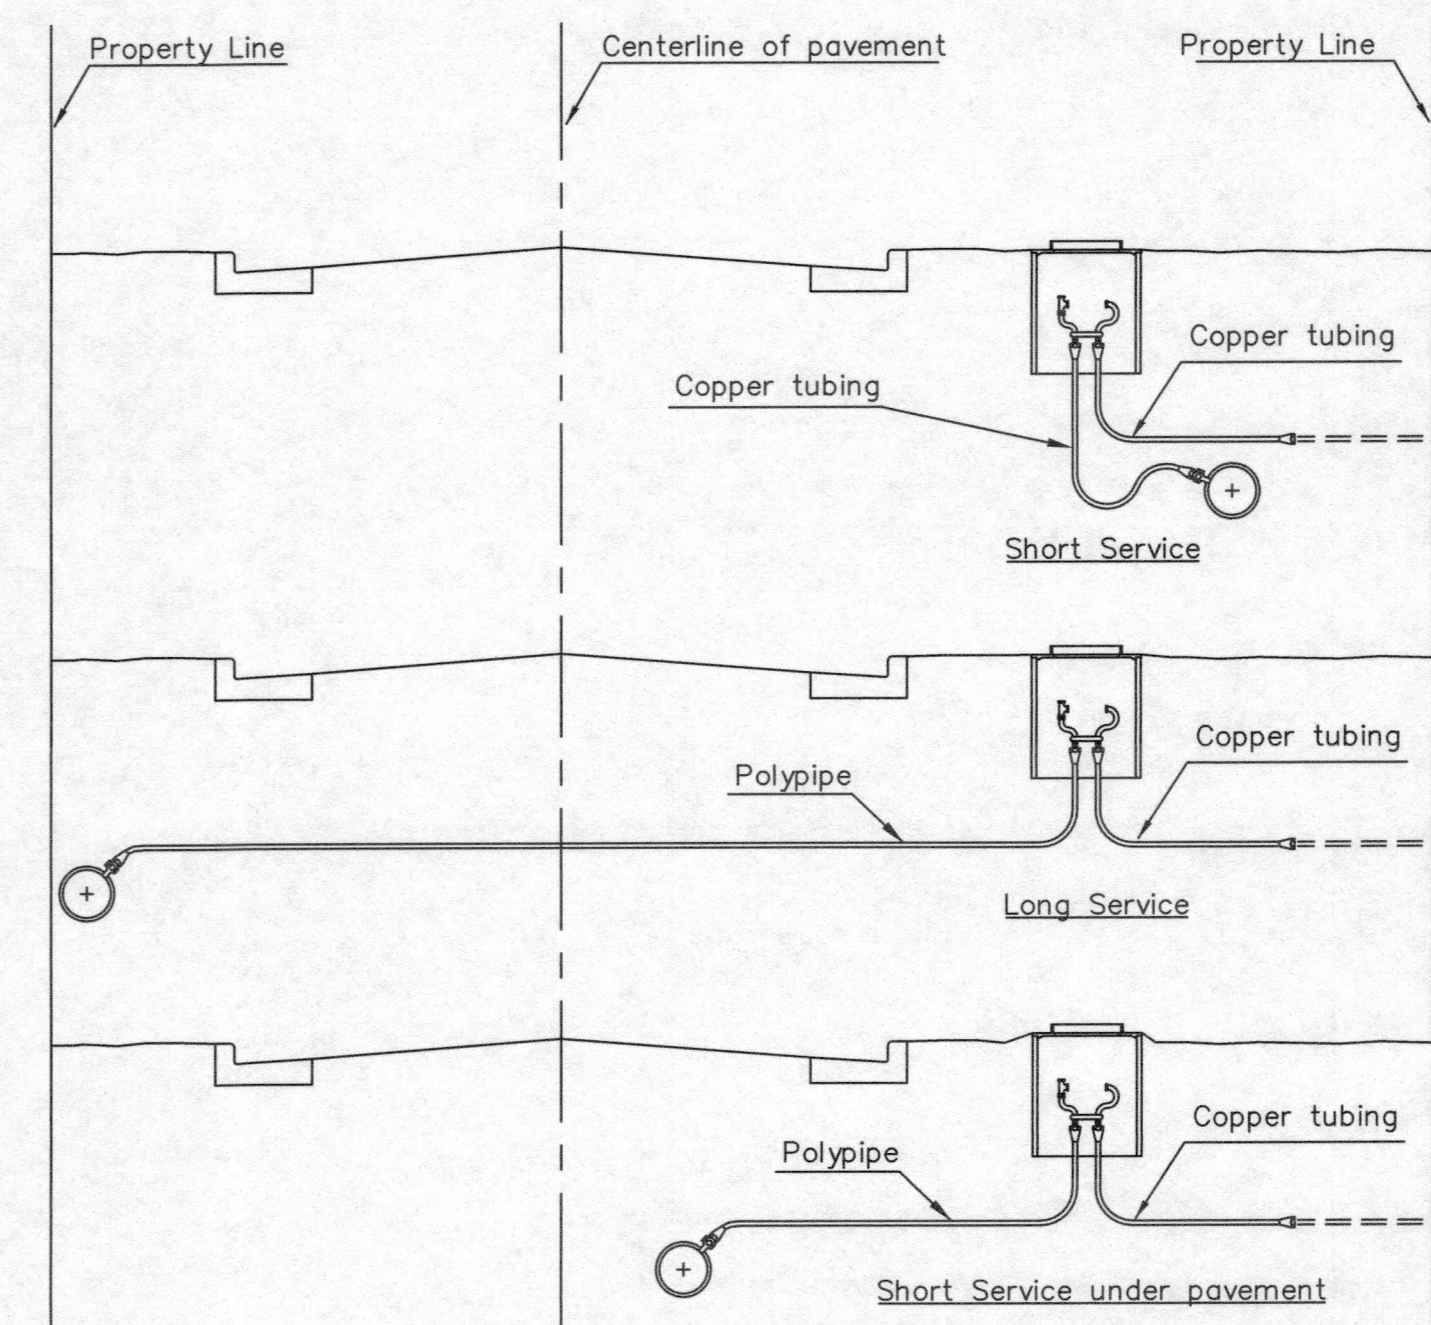 Property Line
Centerline of pavement
Property Line
Copper tubing
Copper tubing
Short Service
Copper tubing
Polypipe
Long Service
Copper tubing
Polypipe
Short Service under pavement